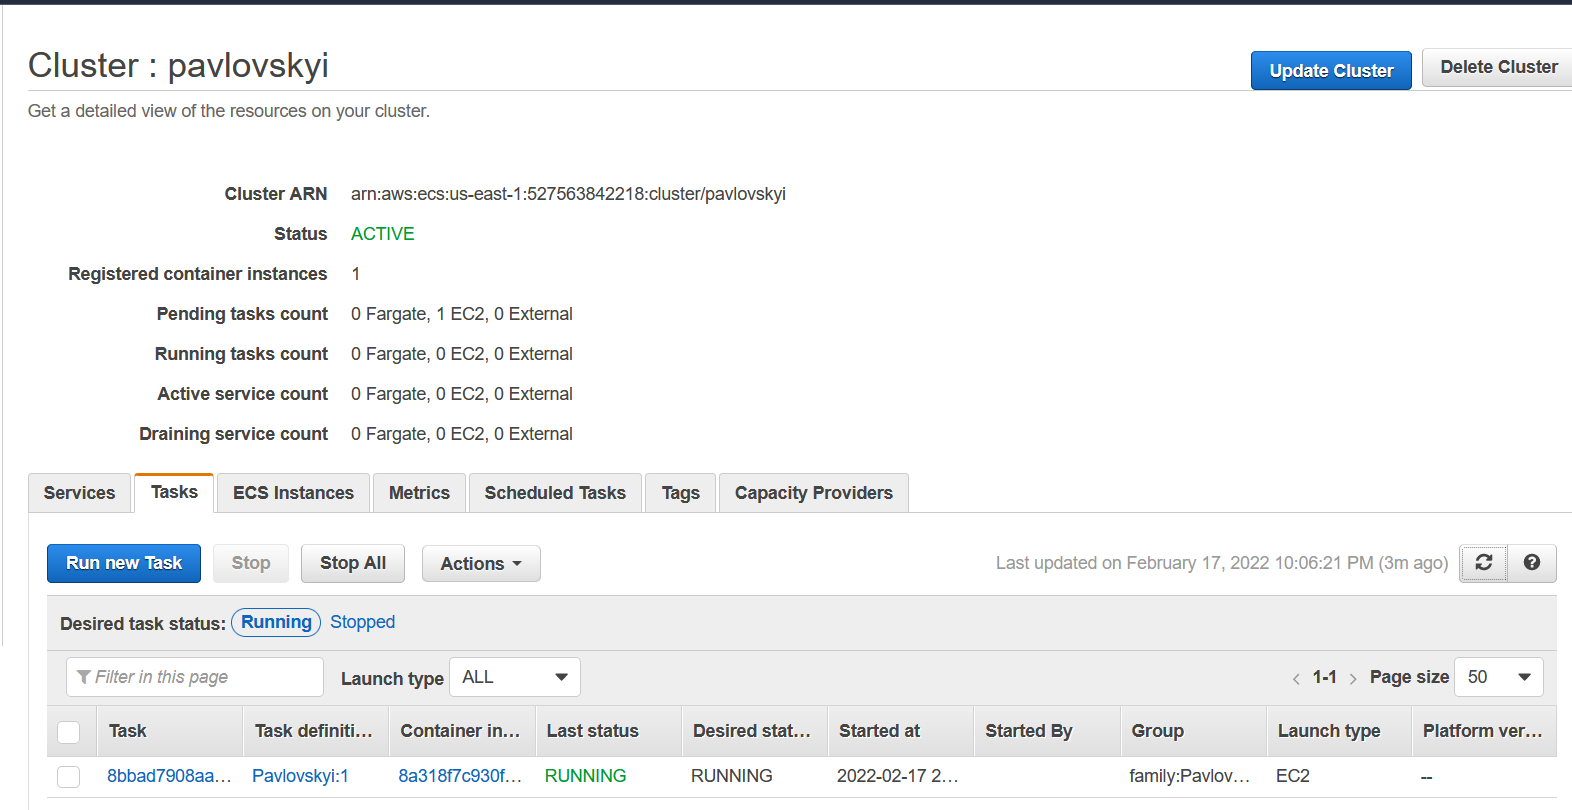 Cluster : pavlovskyi
Update Cluster
Delete Cluster
Get a detailed view of the resources on your cluster.
Cluster ARN arn:aws:ecs:us-east-1:527563842218:cluster/pavlovskyi
Status ACTIVE
Registered container instances 1
Pending tasks count 0 Fargate, 1 EC2, 0 External
Running tasks count 0 Fargate, 0 EC2, 0 External
Active service count 0 Fargate, 0 EC2, 0 External
Draining service count 0 Fargate, 0 EC2, 0 External
Services Tasks ECS Instances Metrics Scheduled Tasks Tags Capacity Providers
Run new Task Stop Stop All Actions Last updated on February 17, 2022 10:06:21 PM (3m ago)
Desired task status: Running Stopped
Filter in this page Launch type ALL < 1-1 > Page size 50
Task Task definiti... Container in... Last status Desired stat... Started at Started By Group Launch type Platform ver...
8bbad7908aa... Pavlovskyi:1 8a318f7c930f... RUNNING RUNNING 2022-02-17 2... family:Pavlov... EC2 --